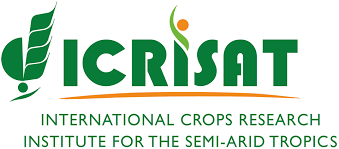 ICRISAT
INTERNATIONAL CROPS RESEARCH
INSTITUTE FOR THE SEMI-ARID TROPICS